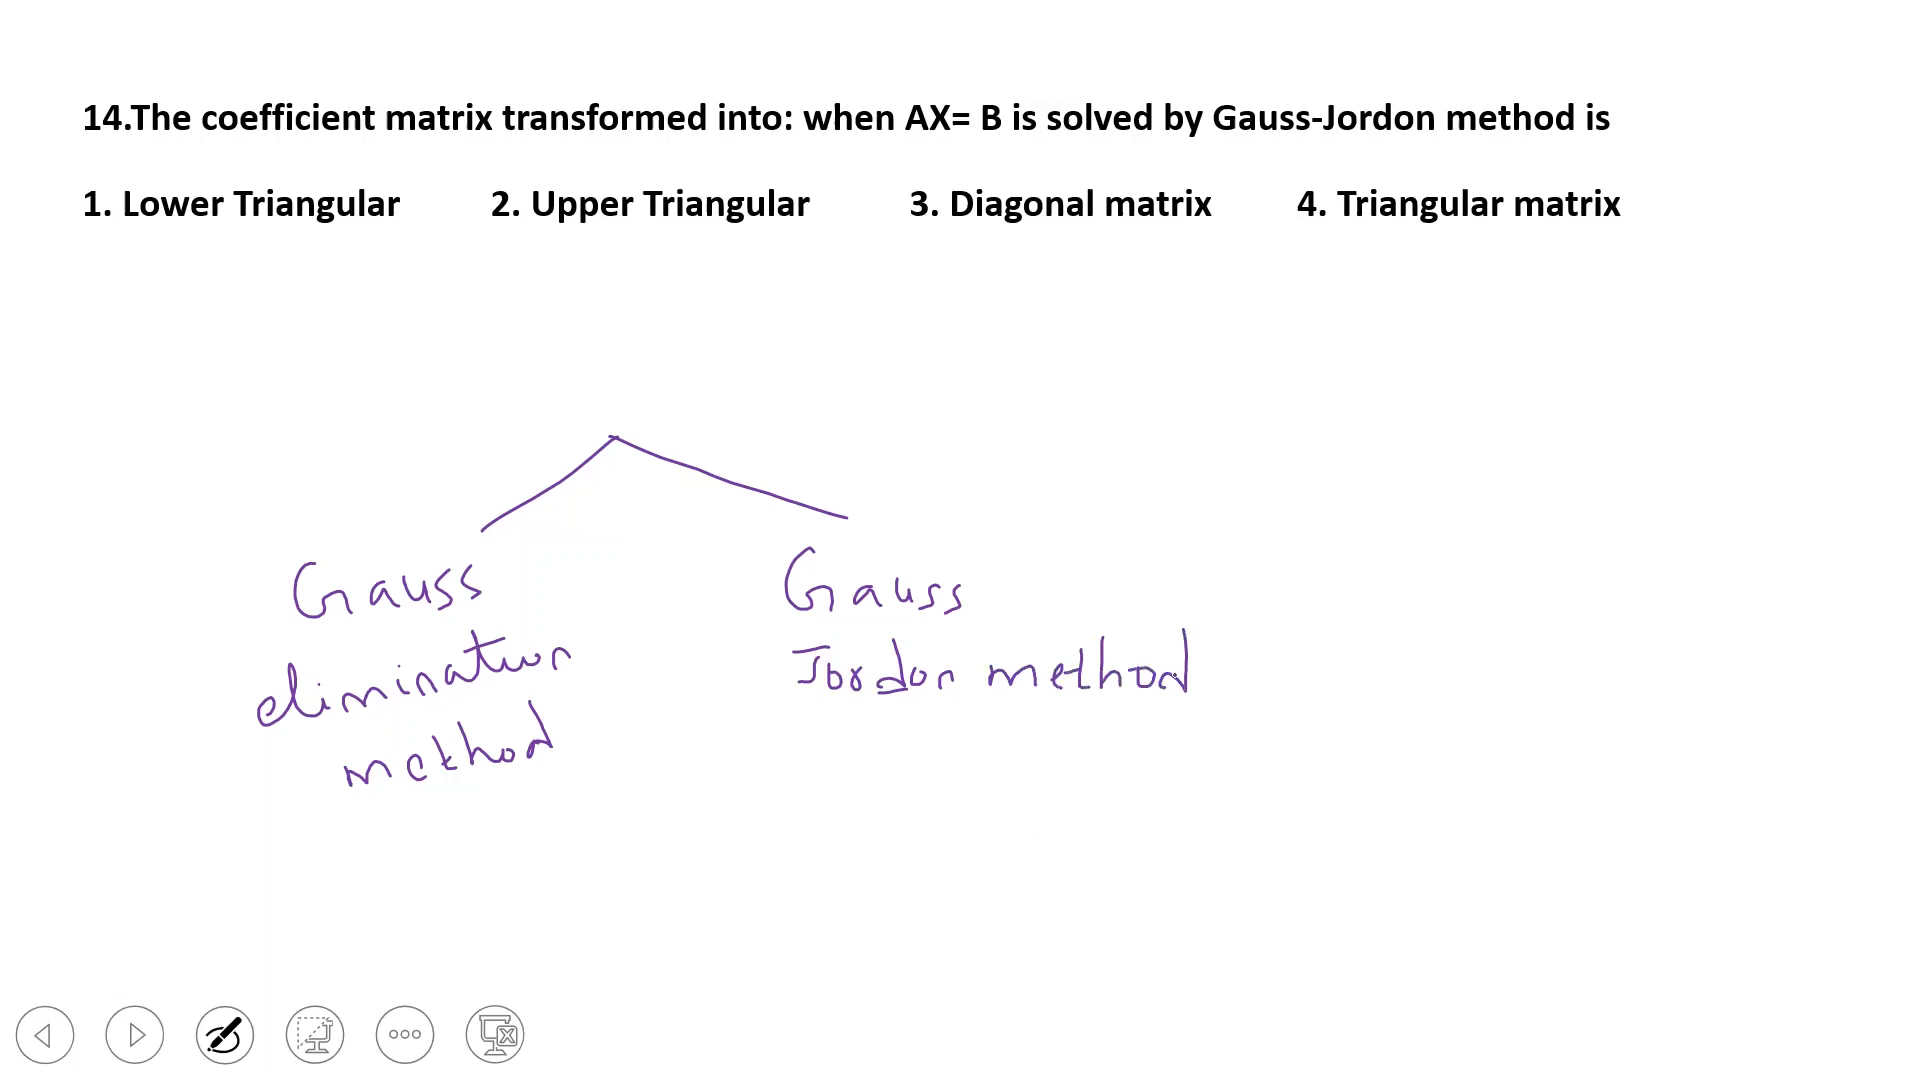 14.The coefficient matrix transformed into: when AX= B is solved by Gauss-Jordon method is
1. Lower Triangular 2. Upper Triangular 3. Diagonal matrix 4. Triangular matrix
Gauss
elimination
method
Gauss
Jordon method